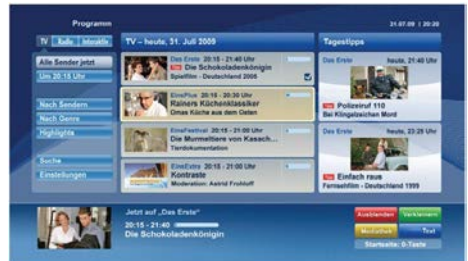 Programm
21.07.09 | 20:20
TV Radio Interaktiv
TV – heute, 31. Juli 2009
Tagestipps
Alle Sender jetzt
Um 20:15 Uhr
Nach Sendern
Nach Genre
Highlights
Suche
Einstellungen
Das Erste 20:15 - 21:40 Uhr
Die Schokoladenkönigin
Spielfilm - Deutschland 2005
EinsPlus 20:15 - 20:30 Uhr
Rainers Küchenklassiker
Omas Küche aus dem Osten
EinsFestival 20:15 - 21:00 Uhr
Die Murmeltiere von Kasach...
Tierdokumentation
EinsExtra 20:15 - 21:00 Uhr
Kontraste
Moderation: Astrid Frohloff
Das Erste heute, 21:40 Uhr
Polizeiruf 110
Bei Klingelzeichen Mord
Das Erste heute, 23:25 Uhr
Einfach raus
Fernsehfilm - Deutschland 1999
Jetzt auf „Das Erste“
20:15 - 21:40
Die Schokoladenkönigin
Ausblenden Verkleinern
Mediathek Text
Startseite: 0-Taste